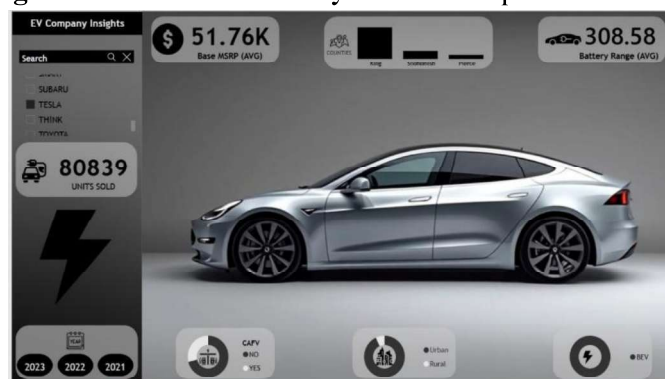 EV Company Insights
Search
SUBARU
TESLA
THINK
TOYOTA
80839
UNITS SOLD
YEAR
2023 2022 2021
$ 51.76K
Base MSRP (AVG)
COUNTIES
King Snohomish Pierce
308.58
Battery Range (AVG)
CAFV
NO
YES
Urban
Rural
BEV